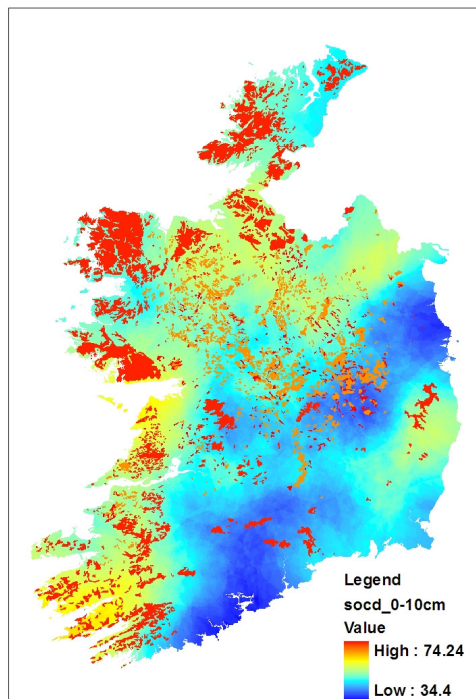 Legend
socd_0-10cm
Value
High : 74.24
Low : 34.4